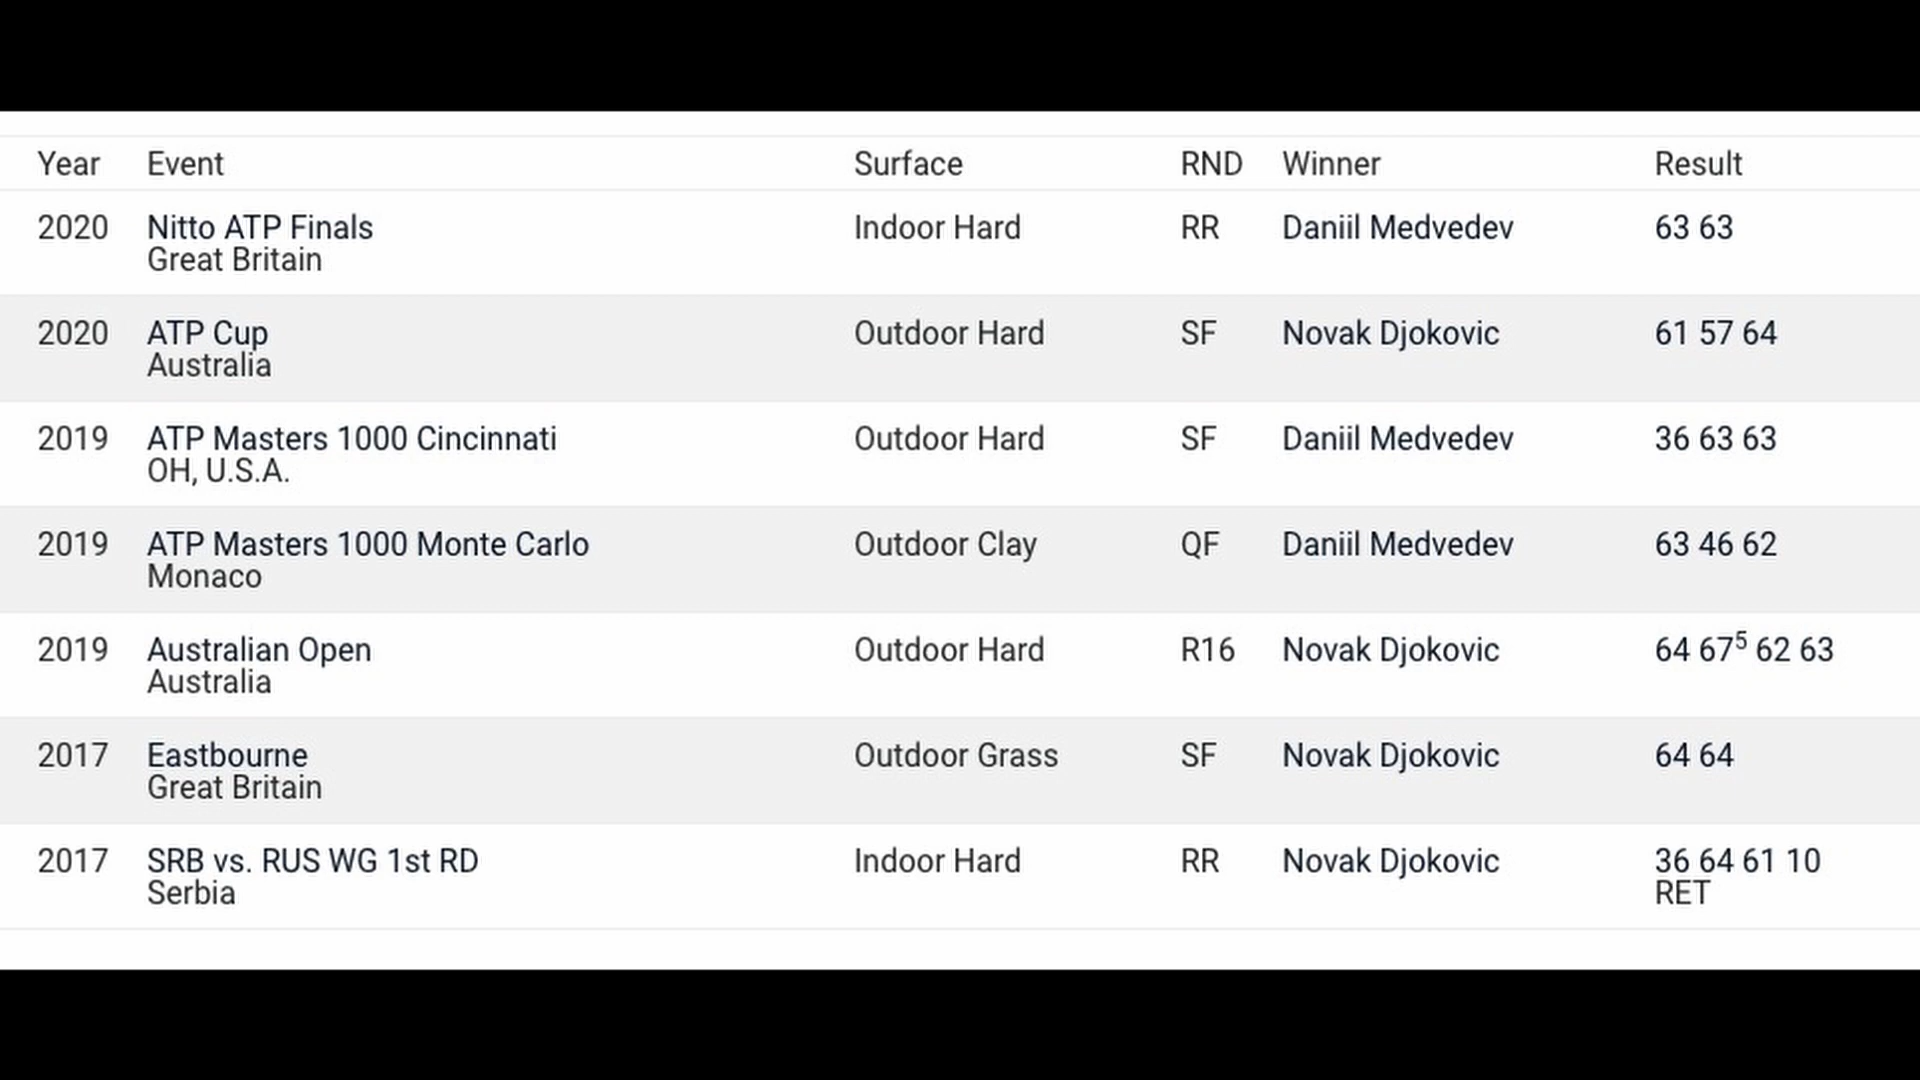 Year Event Surface RND Winner Result
2020 Nitto ATP Finals Indoor Hard RR Daniil Medvedev 63 63
Great Britain
2020 ATP Cup Outdoor Hard SF Novak Djokovic 61 57 64
Australia
2019 ATP Masters 1000 Cincinnati Outdoor Hard SF Daniil Medvedev 36 63 63
OH, U.S.A.
2019 ATP Masters 1000 Monte Carlo Outdoor Clay QF Daniil Medvedev 63 46 62
Monaco
2019 Australian Open Outdoor Hard R16 Novak Djokovic 64 67⁵ 62 63
Australia
2017 Eastbourne Outdoor Grass SF Novak Djokovic 64 64
Great Britain
2017 SRB vs. RUS WG 1st RD Indoor Hard RR Novak Djokovic 36 64 61 10
Serbia RET